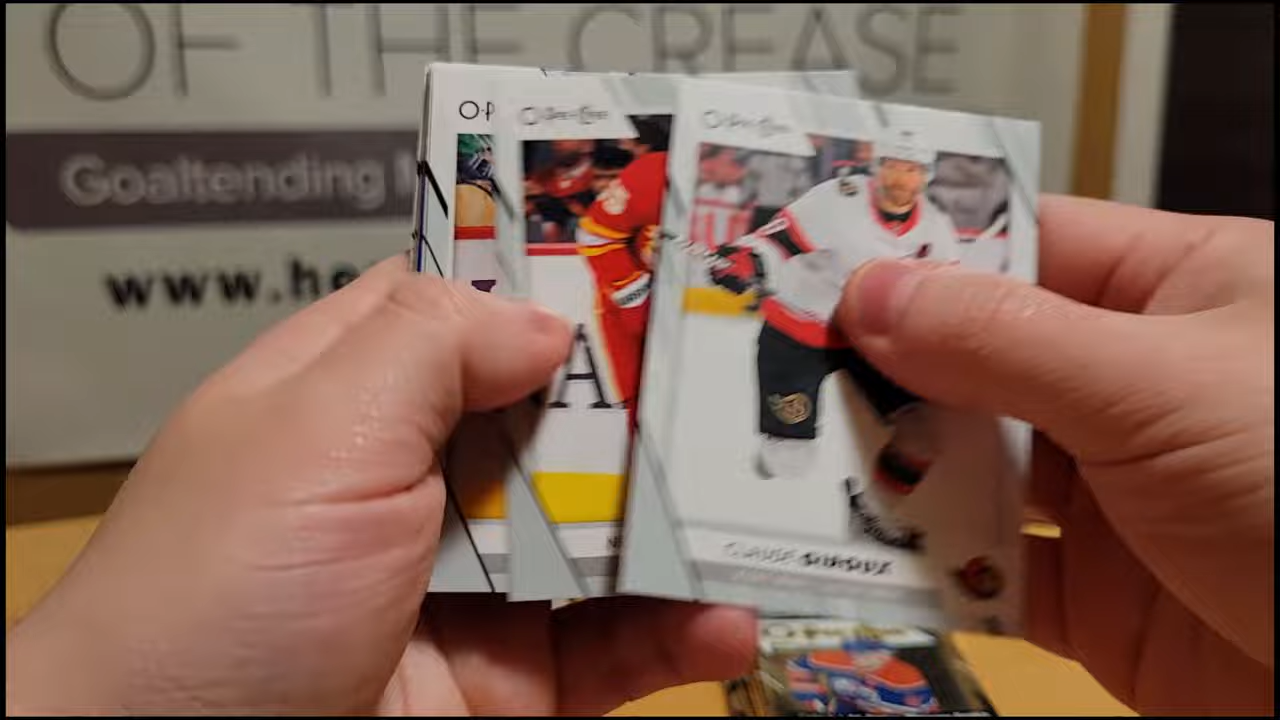 OF THE CREASE
Goaltending
www.he
O-P
O-Pee-Chee
O-Pee-Chee
A
CLAUDE GIROUX